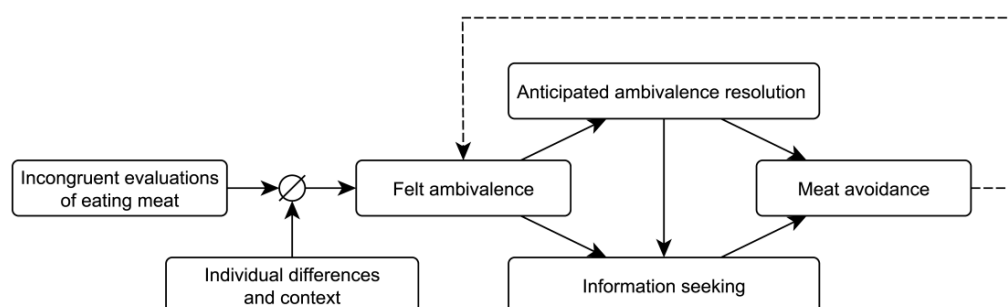 Anticipated ambivalence resolution
Incongruent evaluations
of eating meat
Felt ambivalence
Meat avoidance
Individual differences
and context
Information seeking